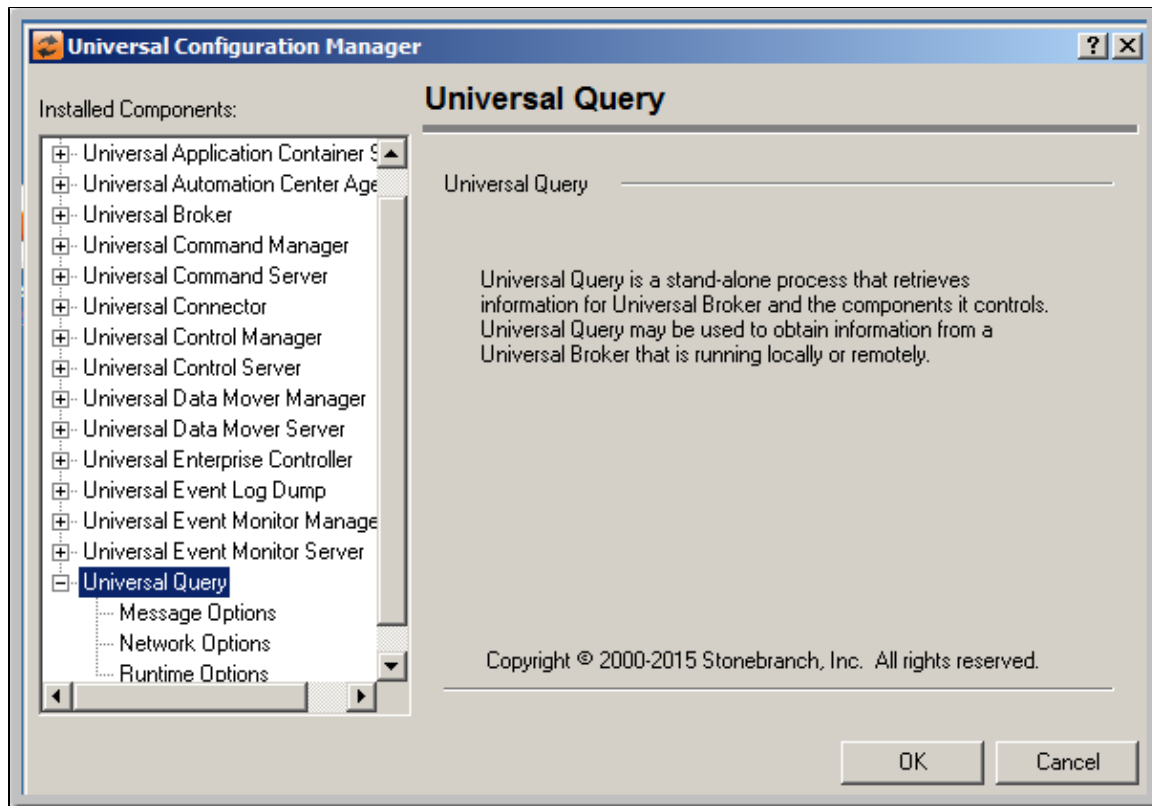 Universal Configuration Manager
Installed Components:
Universal Application Container S
Universal Automation Center Age
Universal Broker
Universal Command Manager
Universal Command Server
Universal Connector
Universal Control Manager
Universal Control Server
Universal Data Mover Manager
Universal Data Mover Server
Universal Enterprise Controller
Universal Event Log Dump
Universal Event Monitor Manage
Universal Event Monitor Server
Universal Query
Message Options
Network Options
Runtime Options
Universal Query
Universal Query
Universal Query is a stand-alone process that retrieves
information for Universal Broker and the components it controls.
Universal Query may be used to obtain information from a
Universal Broker that is running locally or remotely.
Copyright © 2000-2015 Stonebranch, Inc. All rights reserved.
OK
Cancel